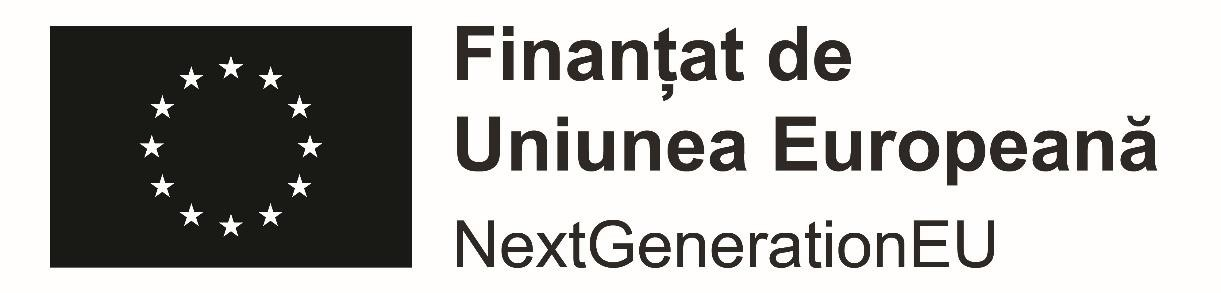 Finanțat de
Uniunea Europeană
NextGenerationEU